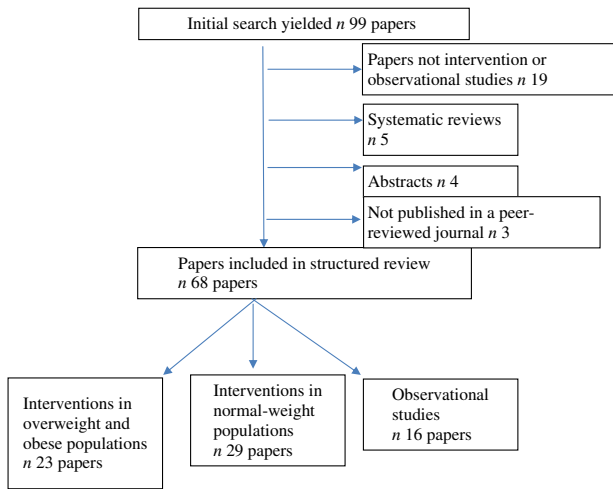 Initial search yielded n 99 papers
Papers not intervention or
observational studies n 19
Systematic reviews
n 5
Abstracts n 4
Not published in a peer-
reviewed journal n 3
Papers included in structured review
n 68 papers
Interventions in
overweight and
obese populations
n 23 papers
Interventions in
normal-weight
populations
n 29 papers
Observational
studies
n 16 papers